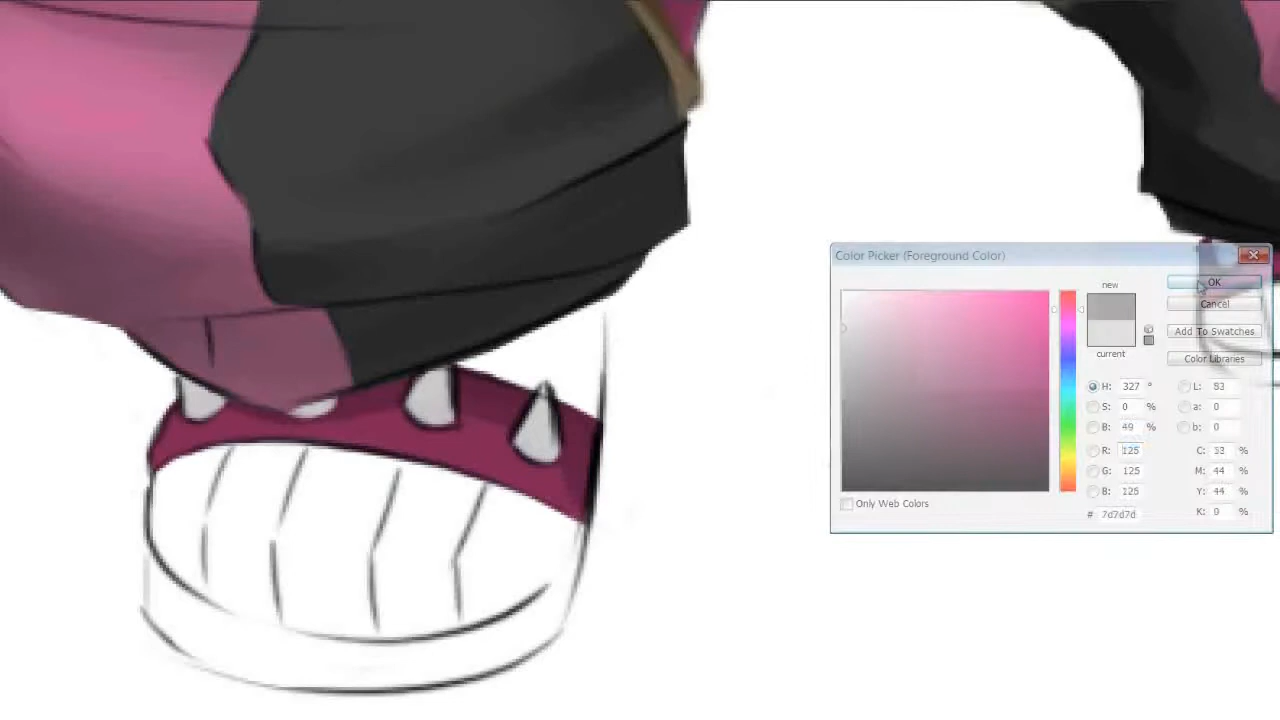 Color Picker (Foreground Color)
new
OK
Cancel
Add To Swatches
current
Color Libraries
H: 327 °
L: 53
S: 0 %
a: 0
B: 49 %
b: 0
R: 125
C: 53 %
G: 125
M: 44 %
B: 125
Y: 44 %
# 7d7d7d
K: 9 %
Only Web Colors